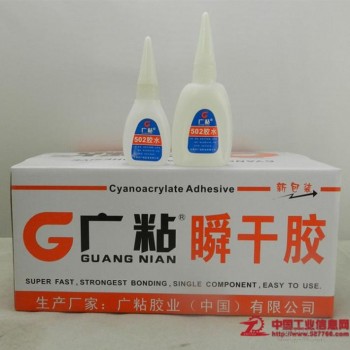 广粘
502胶水
广粘
502胶水
Cyanoacrylate Adhesive
新包装
G广粘® 瞬干胶
GUANG NIAN
SUPER FAST, STRONGEST BONDING, SINGLE COMPONENT, EASY TO USE.
生产厂家：广粘胶业（中国）有限公司
中国工业信息网
www.527580.com